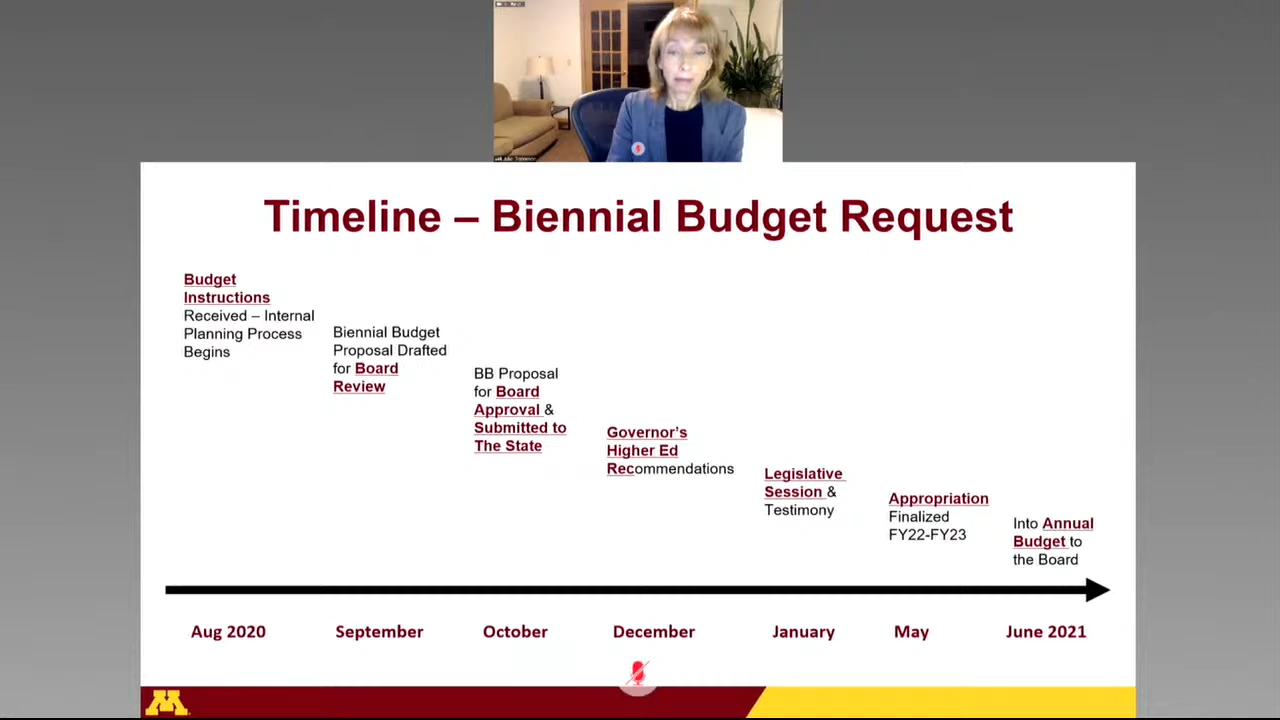 Timeline – Biennial Budget Request
Budget
Instructions
Received – Internal
Planning Process
Begins
Biennial Budget
Proposal Drafted
for Board
Review
BB Proposal
for Board
Approval &
Submitted to
The State
Governor's
Higher Ed
Recommendations
Legislative
Session &
Testimony
Appropriation
Finalized
FY22-FY23
Into Annual
Budget to
the Board
Aug 2020
September
October
December
January
May
June 2021
M